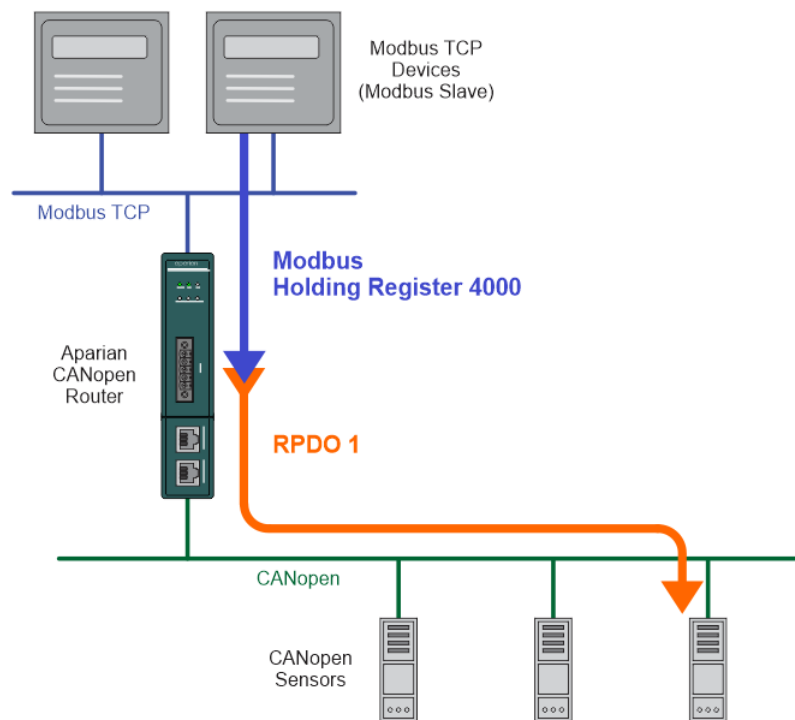 Modbus TCP
Devices
(Modbus Slave)
Modbus TCP
Modbus
Holding Register 4000
Aparian
CANopen
Router
RPDO 1
CANopen
CANopen
Sensors